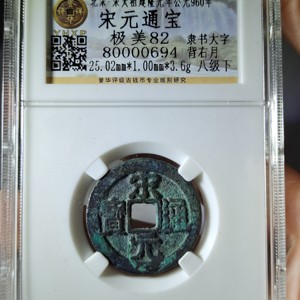 北宋·宋太祖建隆元年公元960年
宋元通宝
极美82 隶书大字
80000694 背右月
25.02mm*1.00mm*3.6g 八级下
誉华评级古钱币专业规则研究
宋元通寳